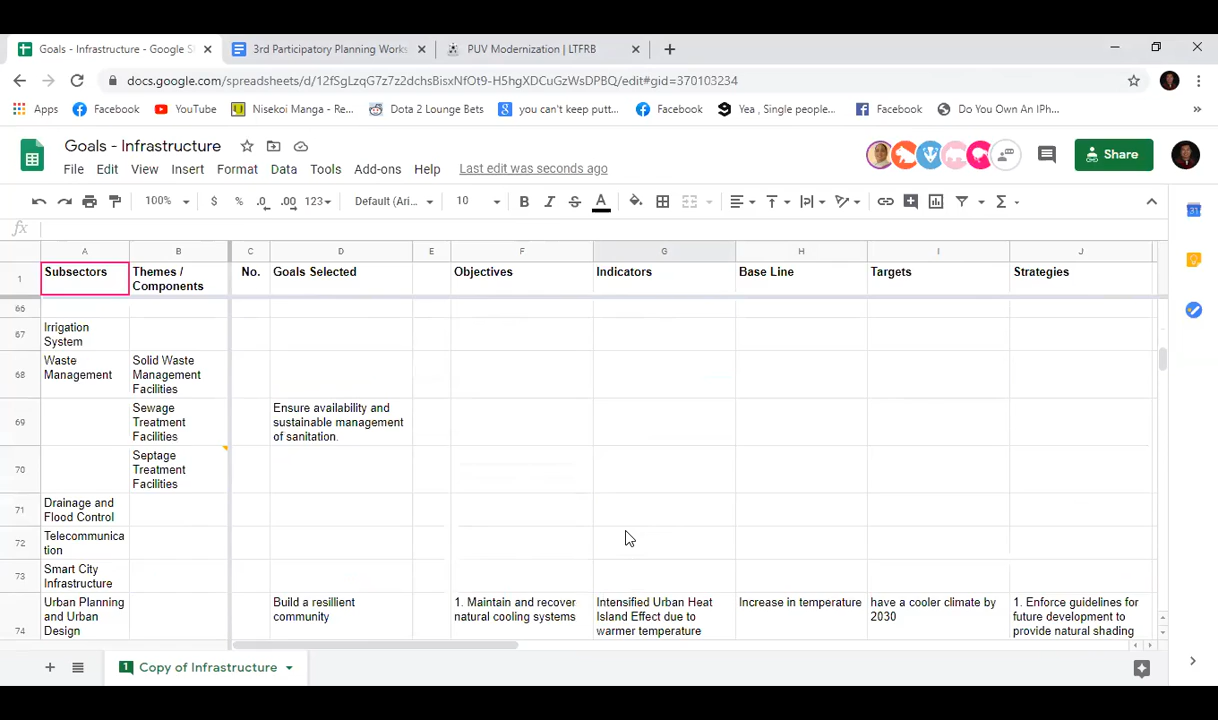 Goals - Infrastructure - Google S
3rd Participatory Planning Works
PUV Modernization | LTFRB
docs.google.com/spreadsheets/d/12fSgLzqG7z7z2dchsBisxNfOt9-H5hgXDCuGzWsDPBQ/edit#gid=370103234
Apps
Facebook
YouTube
Nisekoi Manga - Re...
Dota 2 Lounge Bets
you can't keep putt...
Facebook
Yea , Single people...
Facebook
Do You Own An IPh...
»
Goals - Infrastructure
File Edit View Insert Format Data Tools Add-ons Help Last edit was seconds ago
Share
100% $ % .0 .00 123 Default (Ari... 10 B I S A
fx
A B C D E F G H I J
1
Subsectors
Themes /
Components
No.
Goals Selected
Objectives
Indicators
Base Line
Targets
Strategies
66
67
Irrigation
System
68
Waste
Management
Solid Waste
Management
Facilities
69
Sewage
Treatment
Facilities
Ensure availability and
sustainable management
of sanitation.
70
Septage
Treatment
Facilities
71
Drainage and
Flood Control
72
Telecommunica
tion
73
Smart City
Infrastructure
74
Urban Planning
and Urban
Design
Build a resillient
community
1. Maintain and recover
natural cooling systems
Intensified Urban Heat
Island Effect due to
warmer temperature
Increase in temperature
have a cooler climate by
2030
1. Enforce guidelines for
future development to
provide natural shading
1 Copy of Infrastructure
31